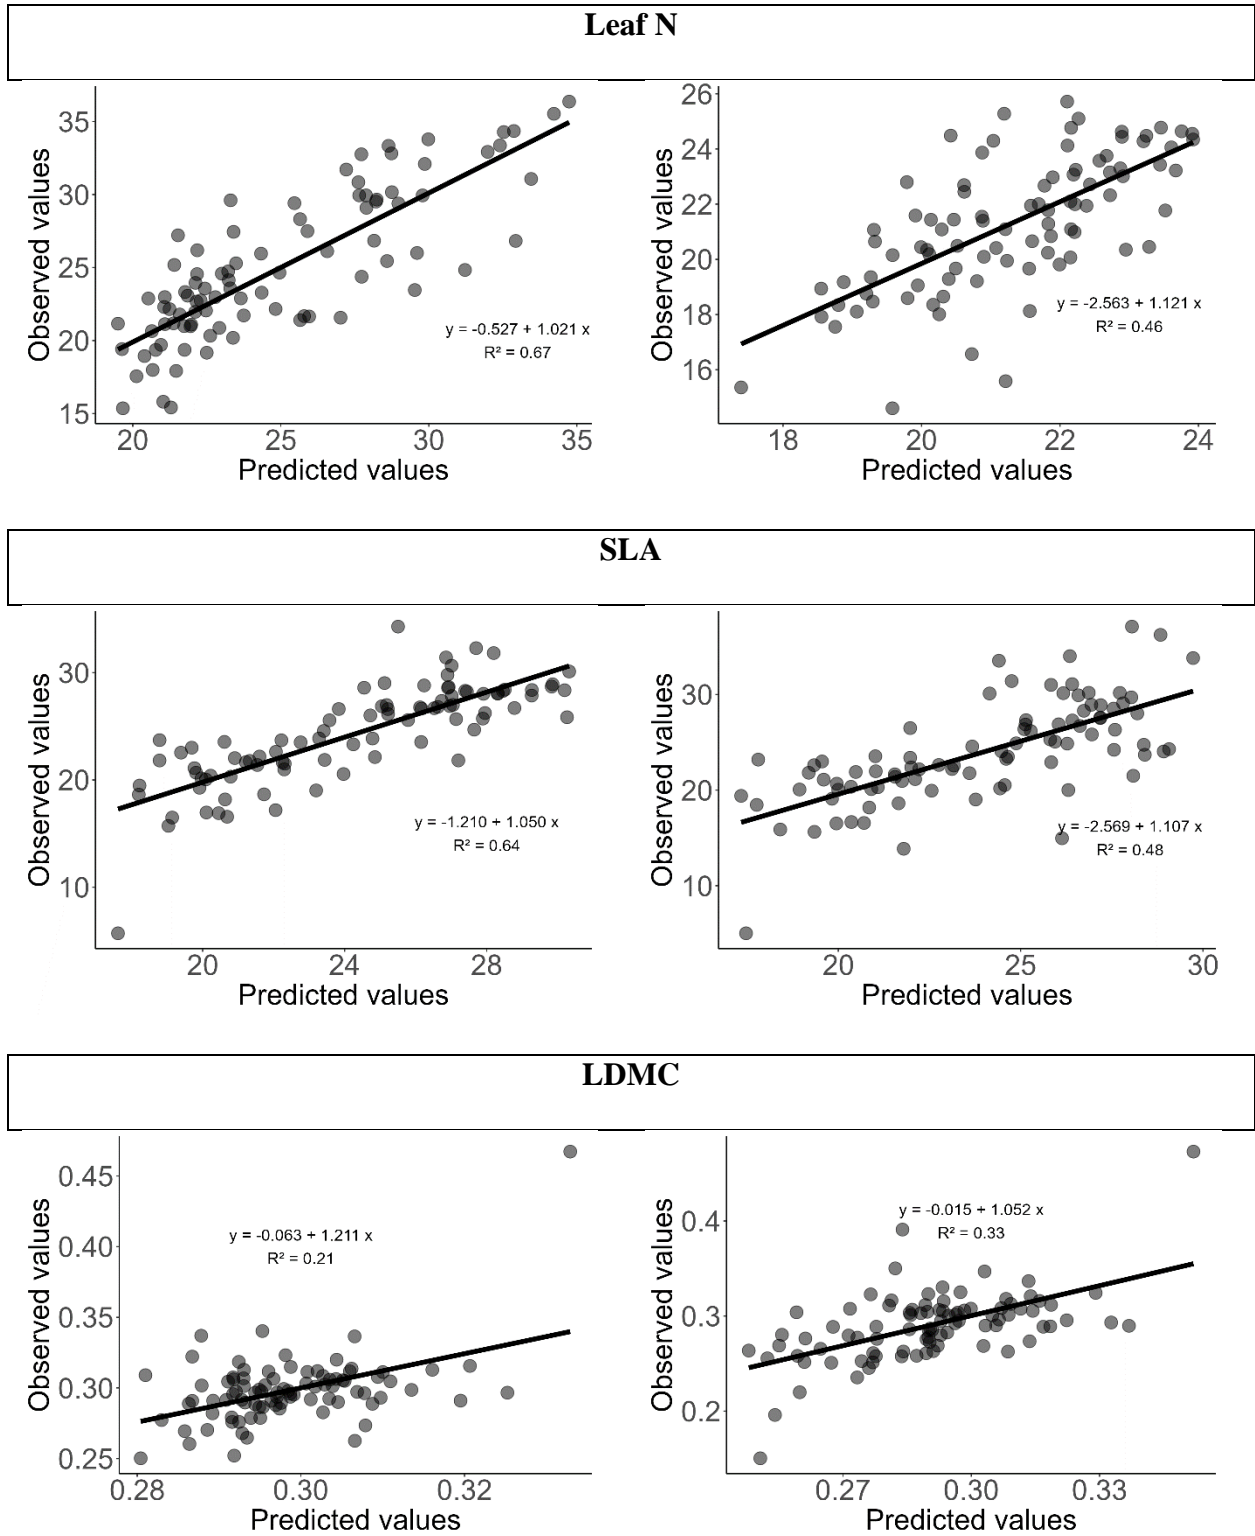 Leaf N
35
30
25
20
15
Observed values
y = -0.527 + 1.021 x
R² = 0.67
20 25 30 35
Predicted values
26
24
22
20
18
16
Observed values
y = -2.563 + 1.121 x
R² = 0.46
18 20 22 24
Predicted values
SLA
30
20
10
Observed values
y = -1.210 + 1.050 x
R² = 0.64
20 24 28
Predicted values
30
20
10
Observed values
y = -2.569 + 1.107 x
R² = 0.48
20 25 30
Predicted values
LDMC
0.45
0.40
0.35
0.30
0.25
Observed values
y = -0.063 + 1.211 x
R² = 0.21
0.28 0.30 0.32
Predicted values
0.4
0.3
0.2
Observed values
y = -0.015 + 1.052 x
R² = 0.33
0.27 0.30 0.33
Predicted values